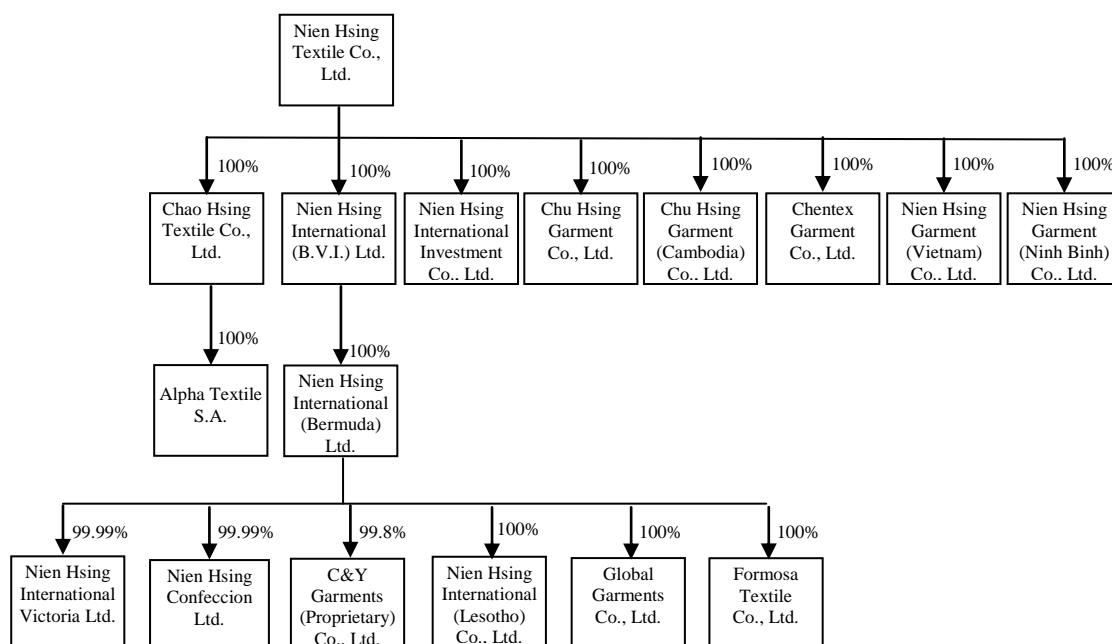 Nien Hsing
Textile Co.,
Ltd.
100%
100%
100%
100%
100%
100%
100%
100%
Chao Hsing
Textile Co.,
Ltd.
Nien Hsing
International
(B.V.I.) Ltd.
Nien Hsing
International
Investment
Co., Ltd.
Chu Hsing
Garment
Co., Ltd.
Chu Hsing
Garment
(Cambodia)
Co., Ltd.
Chentex
Garment
Co., Ltd.
Nien Hsing
Garment
(Vietnam)
Co., Ltd.
Nien Hsing
Garment
(Ninh Binh)
Co., Ltd.
100%
100%
Alpha Textile
S.A.
Nien Hsing
International
(Bermuda)
Ltd.
99.99%
99.99%
99.8%
100%
100%
100%
Nien Hsing
International
Victoria Ltd.
Nien Hsing
Confeccion
Ltd.
C&Y
Garments
(Proprietary)
Co., Ltd.
Nien Hsing
International
(Lesotho)
Co., Ltd.
Global
Garments
Co., Ltd.
Formosa
Textile
Co., Ltd.